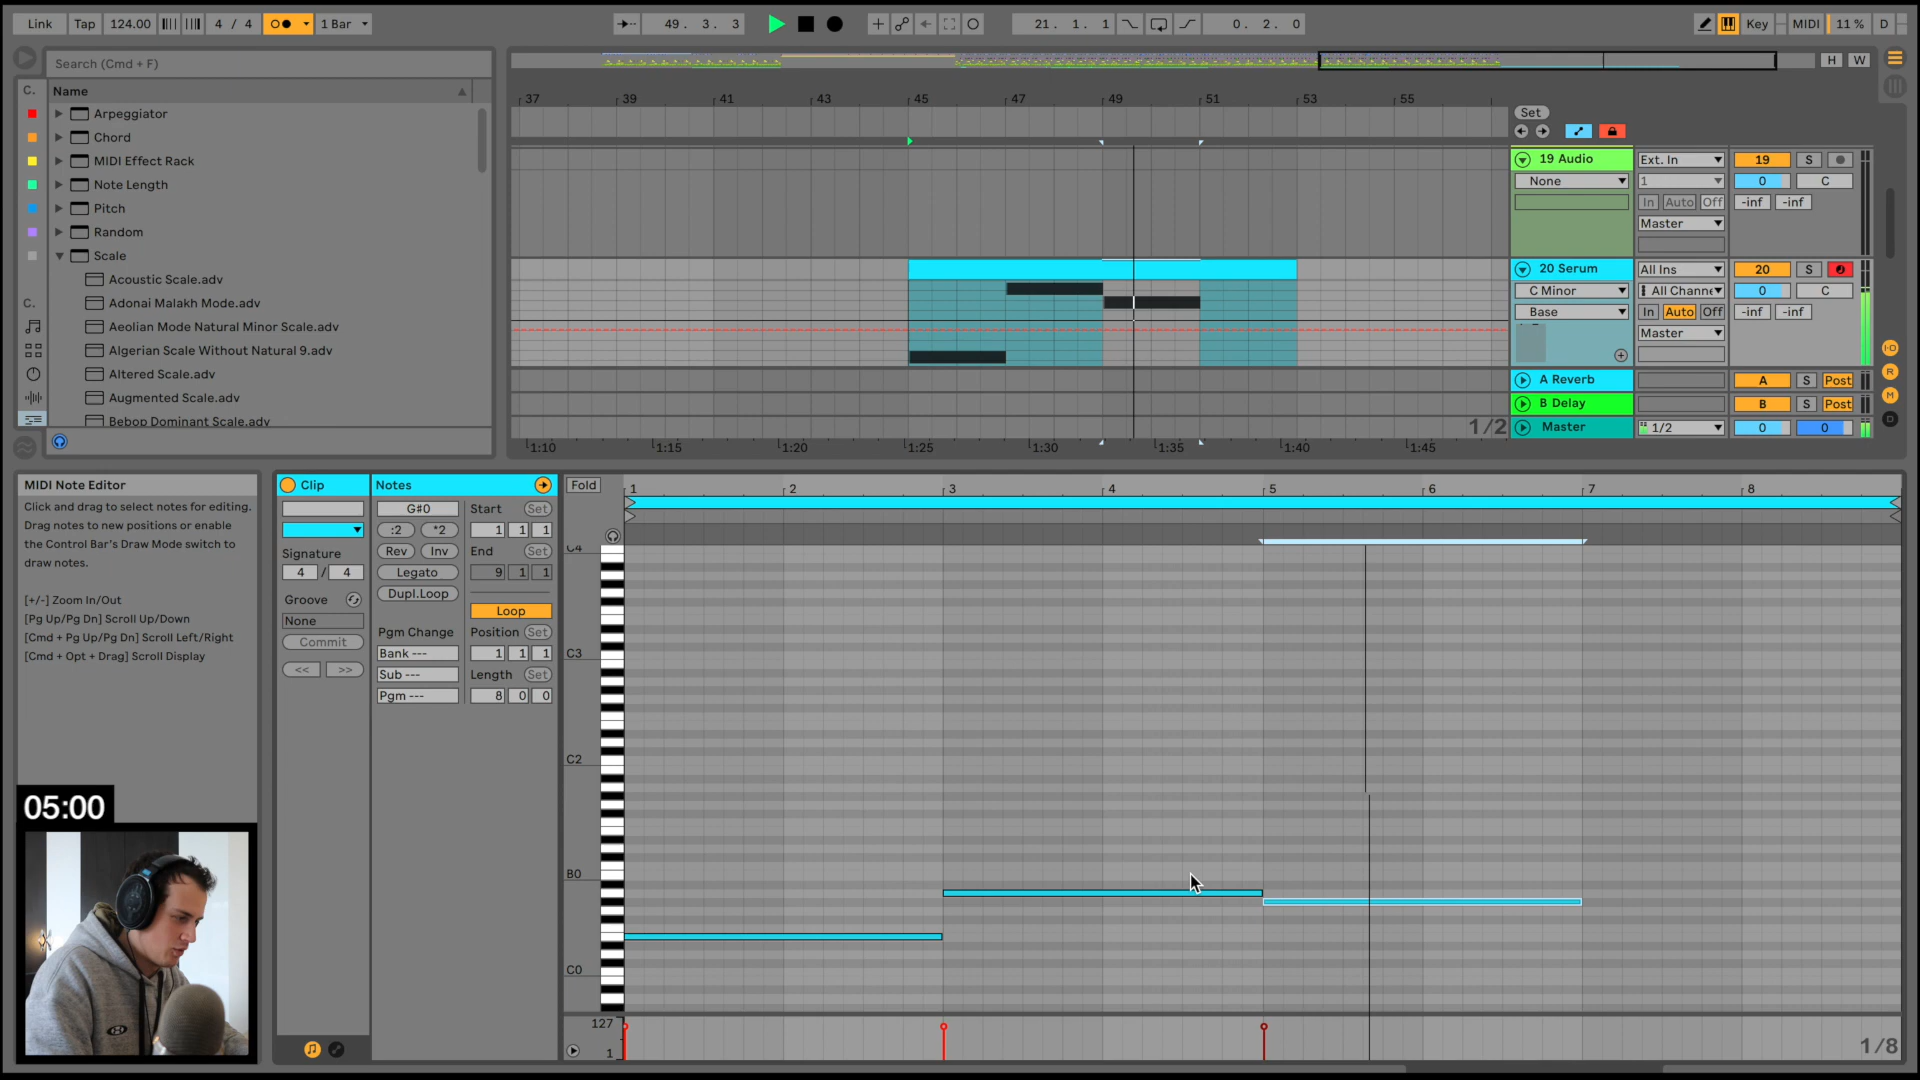 Link Tap 124.00 4 / 4 1 Bar 49. 3. 3 21. 1. 1 0. 2. 0 Key MIDI 11 % D
Search (Cmd + F)
H W
C. Name
Arpeggiator
Chord
MIDI Effect Rack
Note Length
Pitch
Random
Scale
Acoustic Scale.adv
C. Adonai Malakh Mode.adv
Aeolian Mode Natural Minor Scale.adv
Algerian Scale Without Natural 9.adv
Altered Scale.adv
Augmented Scale.adv
Bebop Dominant Scale.adv
37 39 41 43 45 47 49 51 53 55
Set
19 Audio Ext. In 19 S
None 1 0 C
In Auto Off -inf -inf
Master
20 Serum All Ins 20 S
C Minor All Channe 0 C
Base In Auto Off -inf -inf
Master
A Reverb A S Post
B Delay B S Post
1/2 Master 1/2 0 0
1:10 1:15 1:20 1:25 1:30 1:35 1:40 1:45
I·O
R
M
D
MIDI Note Editor
Click and drag to select notes for editing.
Drag notes to new positions or enable
the Control Bar's Draw Mode switch to
draw notes.
[+/-] Zoom In/Out
[Pg Up/Pg Dn] Scroll Up/Down
[Cmd + Pg Up/Pg Dn] Scroll Left/Right
[Cmd + Opt + Drag] Scroll Display
05:00
Clip
Signature
4 / 4
Groove
None
Commit
<< >>
Notes
G#0 Start Set
:2 *2 1 1 1
Rev Inv End Set
Legato 9 1 1
Dupl.Loop
Loop
Pgm Change Position Set
Bank --- 1 1 1
Sub --- Length Set
Pgm --- 8 0 0
Fold 1 2 3 4 5 6 7 8
C4
C3
C2
B0
C0
127
1
1/8